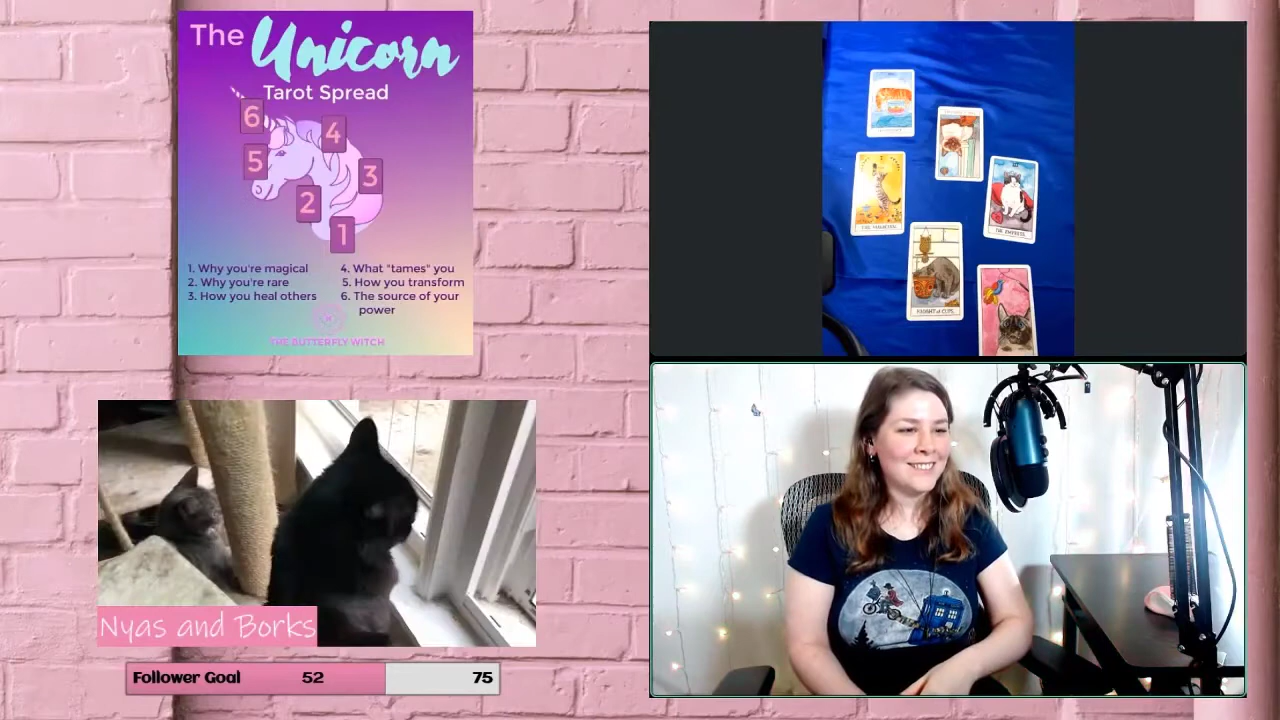 The Unicorn
Tarot Spread
6
4
5
3
2
1
1. Why you're magical
2. Why you're rare
3. How you heal others
4. What "tames" you
5. How you transform
6. The source of your
power
THE BUTTERFLY WITCH
THE MAGICIAN.
THE EMPRESS.
KNIGHT of CUPS.
Nyas and Borks
Follower Goal
52
75